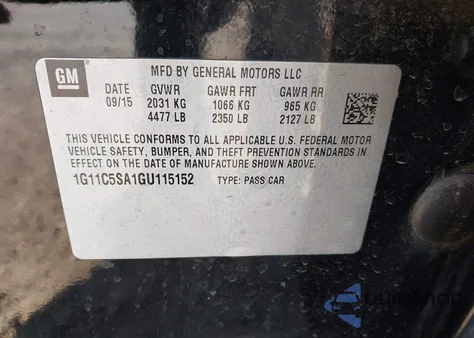 GM
MFD BY GENERAL MOTORS LLC
DATE GVWR GAWR FRT GAWR RR
09/15 2031 KG 1066 KG 965 KG
4477 LB 2350 LB 2127 LB
THIS VEHICLE CONFORMS TO ALL APPLICABLE U.S. FEDERAL MOTOR
VEHICLE SAFETY, BUMPER, AND THEFT PREVENTION STANDARDS IN
EFFECT ON THE DATE OF MANUFACTURE SHOWN ABOVE.
1G11C5SA1GU115152 TYPE: PASS CAR